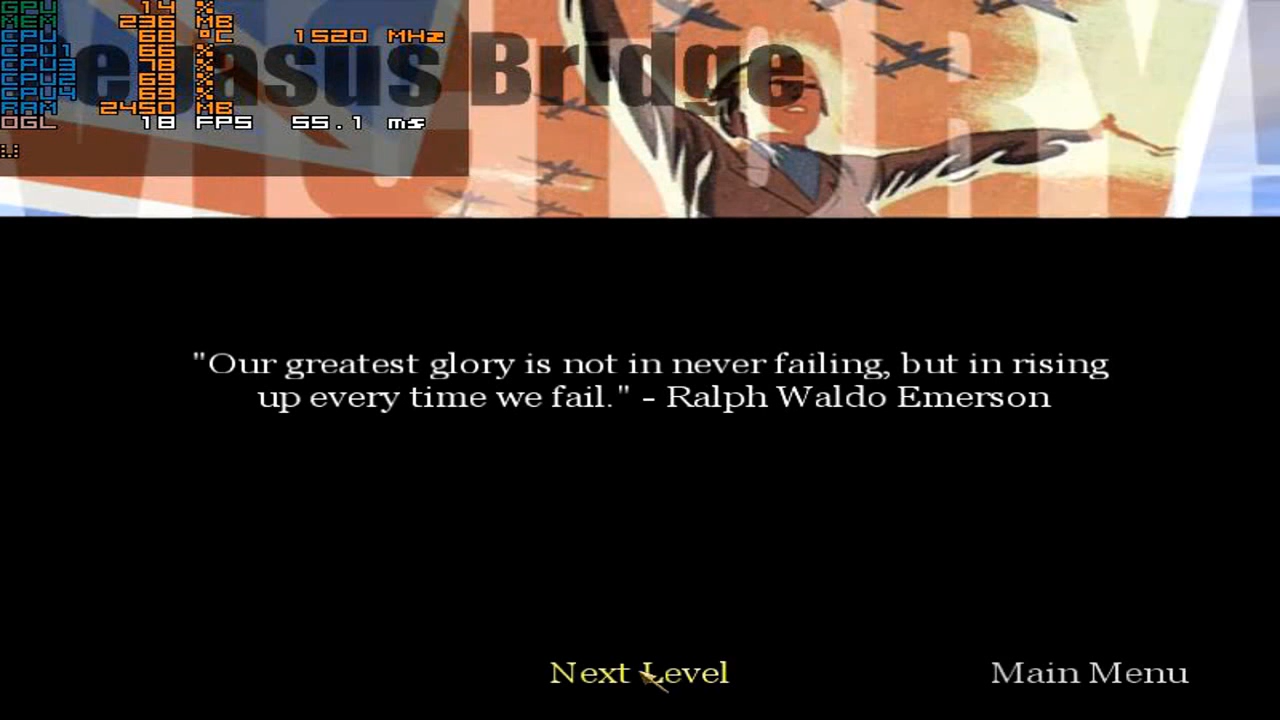 GPU 14 %
MEM 236 MB
CPU 68 °C 1520 MHz
CPU1 66 %
CPU2 78 %
CPU3 69 %
CPU4 69 %
RAM 2450 MB
OGL 18 FPS 55.1 ms
Pegasus Bridge
VICTORY
"Our greatest glory is not in never failing, but in rising
up every time we fail." - Ralph Waldo Emerson
Next Level
Main Menu